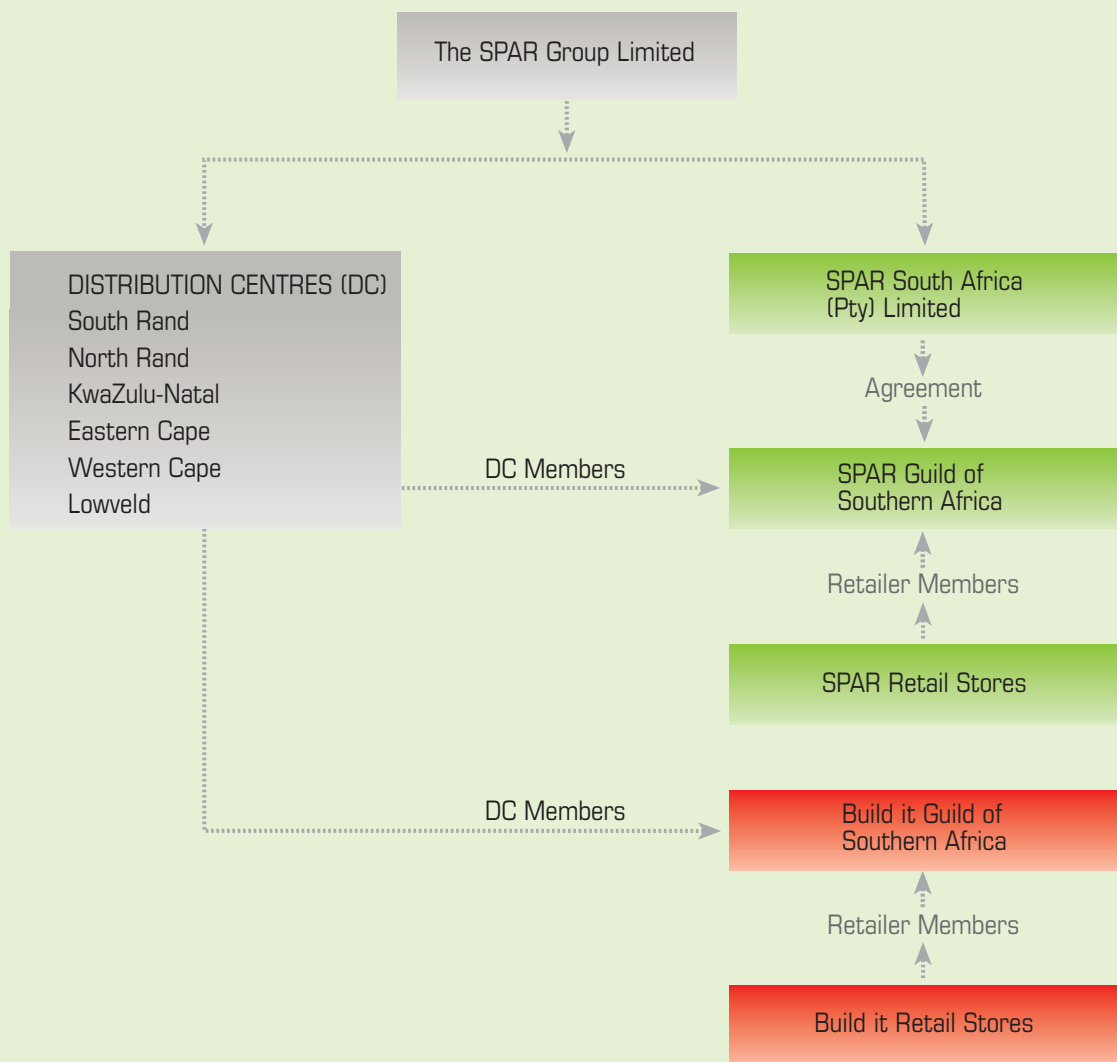 The SPAR Group Limited
DISTRIBUTION CENTRES (DC)
South Rand
North Rand
KwaZulu-Natal
Eastern Cape
Western Cape
Lowveld
SPAR South Africa
(Pty) Limited
Agreement
DC Members
SPAR Guild of
Southern Africa
Retailer Members
SPAR Retail Stores
DC Members
Build it Guild of
Southern Africa
Retailer Members
Build it Retail Stores